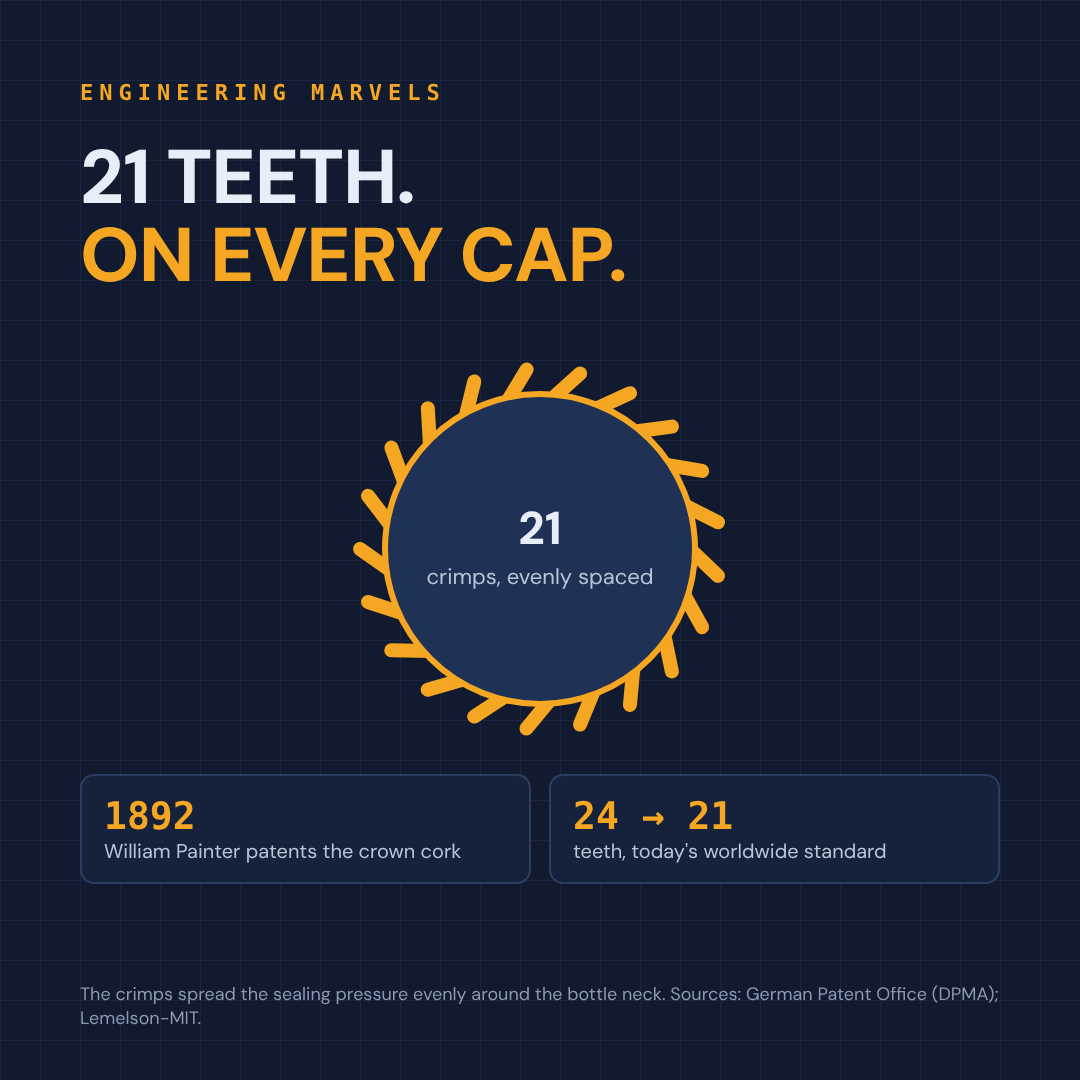 ENGINEERING MARVELS
21 TEETH.
ON EVERY CAP.
21
crimps, evenly spaced
1892
William Painter patents the crown cork
24 → 21
teeth, today's worldwide standard
The crimps spread the sealing pressure evenly around the bottle neck. Sources: German Patent Office (DPMA);
Lemelson-MIT.